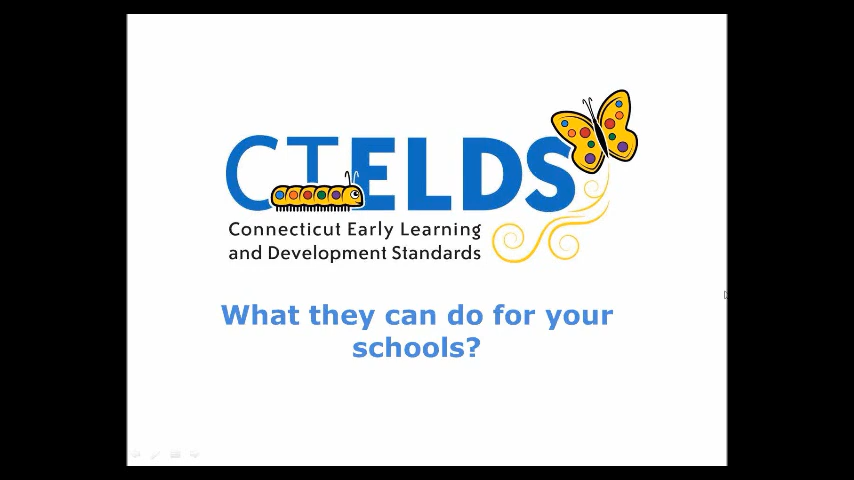 CTELDS
Connecticut Early Learning
and Development Standards
What they can do for your
schools?